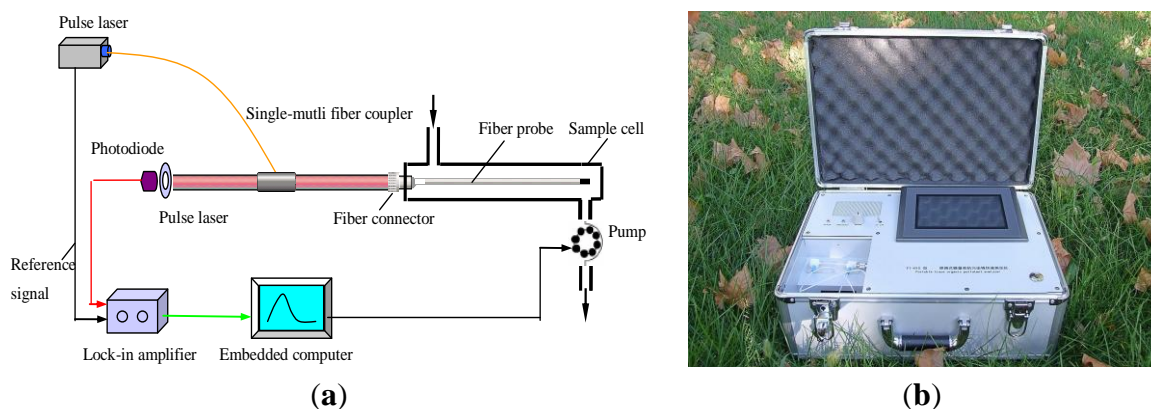 Pulse laser
Single-mutli fiber coupler
Fiber probe
Sample cell
Photodiode
Pulse laser
Fiber connector
Pump
Reference
signal
Lock-in amplifier
Embedded computer
(a)
(b)